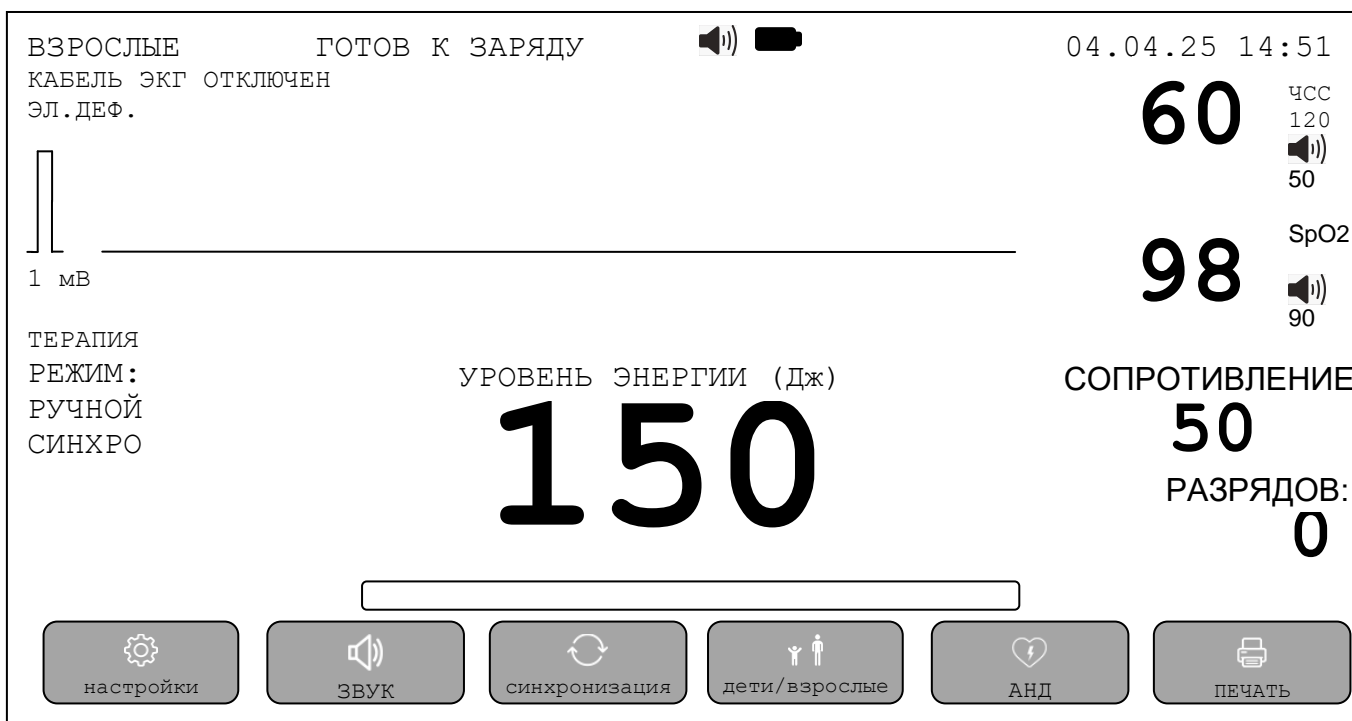 ВЗРОСЛЫЕ ГОТОВ К ЗАРЯДУ 04.04.25 14:51
КАБЕЛЬ ЭКГ ОТКЛЮЧЕН
ЭЛ.ДЕФ.
60 ЧСС
120
50
SpO2
98
90
1 мВ
ТЕРАПИЯ
РЕЖИМ:
РУЧНОЙ
СИНХРО
УРОВЕНЬ ЭНЕРГИИ (Дж)
150
СОПРОТИВЛЕНИЕ
50
РАЗРЯДОВ:
0
настройки
ЗВУК
синхронизация
дети/взрослые
АНД
ПЕЧАТЬ